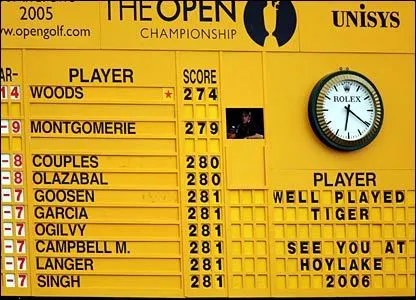 2005
THE OPEN
CHAMPIONSHIP
www.opengolf.com
UNISYS
ROLEX
AR- PLAYER SCORE
14 WOODS 274
-9 MONTGOMERIE 279
-8 COUPLES 280
-8 OLAZABAL 280
-7 GOOSEN 281
-7 GARCIA 281
-7 OGILVY 281
-7 CAMPBELL M. 281
-7 LANGER 281
-7 SINGH 281
PLAYER
WELL PLAYED
TIGER
SEE YOU AT
HOYLAKE
2006